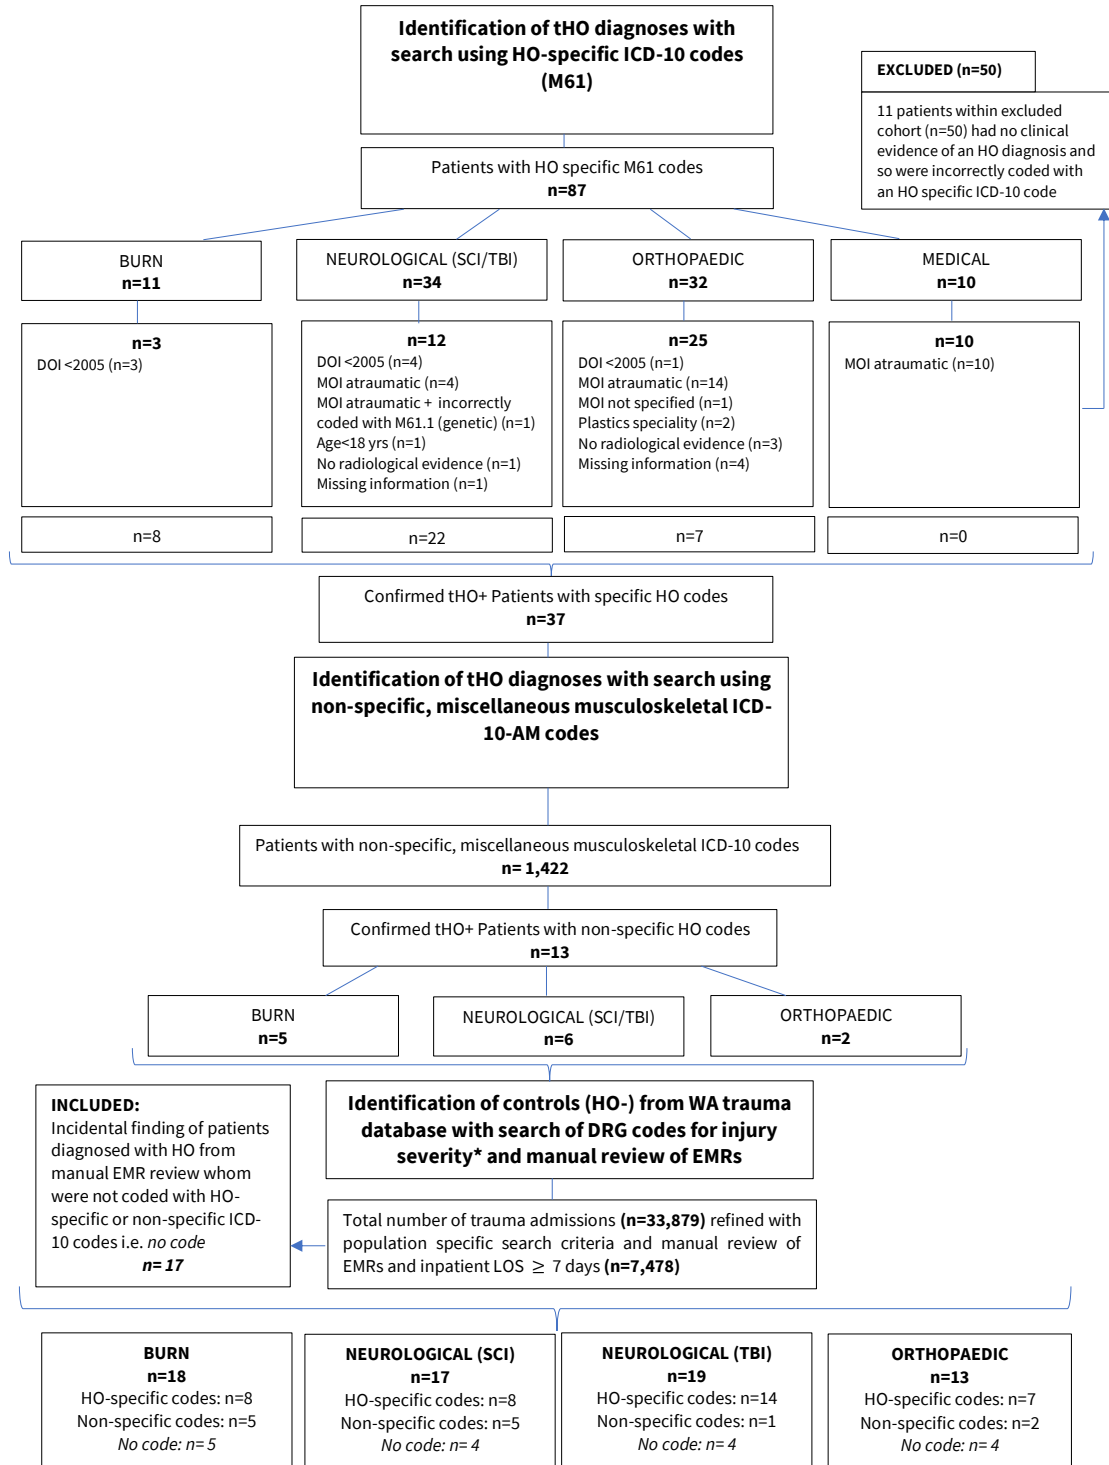 Identification of tHO diagnoses with
search using HO-specific ICD-10 codes
(M61)
EXCLUDED (n=50)
11 patients within excluded
cohort (n=50) had no clinical
evidence of an HO diagnosis and
so were incorrectly coded with
an HO specific ICD-10 code
Patients with HO specific M61 codes
n=87
BURN
n=11
NEUROLOGICAL (SCI/TBI)
n=34
ORTHOPAEDIC
n=32
MEDICAL
n=10
n=3
DOI <2005 (n=3)
n=12
DOI <2005 (n=4)
MOI atraumatic (n=4)
MOI atraumatic + incorrectly
coded with M61.1 (genetic) (n=1)
Age<18 yrs (n=1)
No radiological evidence (n=1)
Missing information (n=1)
n=25
DOI <2005 (n=1)
MOI atraumatic (n=14)
MOI not specified (n=1)
Plastics speciality (n=2)
No radiological evidence (n=3)
Missing information (n=4)
n=10
MOI atraumatic (n=10)
n=8
n=22
n=7
n=0
Confirmed tHO+ Patients with specific HO codes
n=37
Identification of tHO diagnoses with search using
non-specific, miscellaneous musculoskeletal ICD-
10-AM codes
Patients with non-specific, miscellaneous musculoskeletal ICD-10 codes
n= 1,422
Confirmed tHO+ Patients with non-specific HO codes
n=13
BURN
n=5
NEUROLOGICAL (SCI/TBI)
n=6
ORTHOPAEDIC
n=2
INCLUDED:
Incidental finding of patients
diagnosed with HO from
manual EMR review whom
were not coded with HO-
specific or non-specific ICD-
10 codes i.e. no code
n= 17
Identification of controls (HO-) from WA trauma
database with search of DRG codes for injury
severity* and manual review of EMRs
Total number of trauma admissions (n=33,879) refined with
population specific search criteria and manual review of
EMRs and inpatient LOS ≥ 7 days (n=7,478)
BURN
n=18
HO-specific codes: n=8
Non-specific codes: n=5
No code: n= 5
NEUROLOGICAL (SCI)
n=17
HO-specific codes: n=8
Non-specific codes: n=5
No code: n= 4
NEUROLOGICAL (TBI)
n=19
HO-specific codes: n=14
Non-specific codes: n=1
No code: n= 4
ORTHOPAEDIC
n=13
HO-specific codes: n=7
Non-specific codes: n=2
No code: n= 4